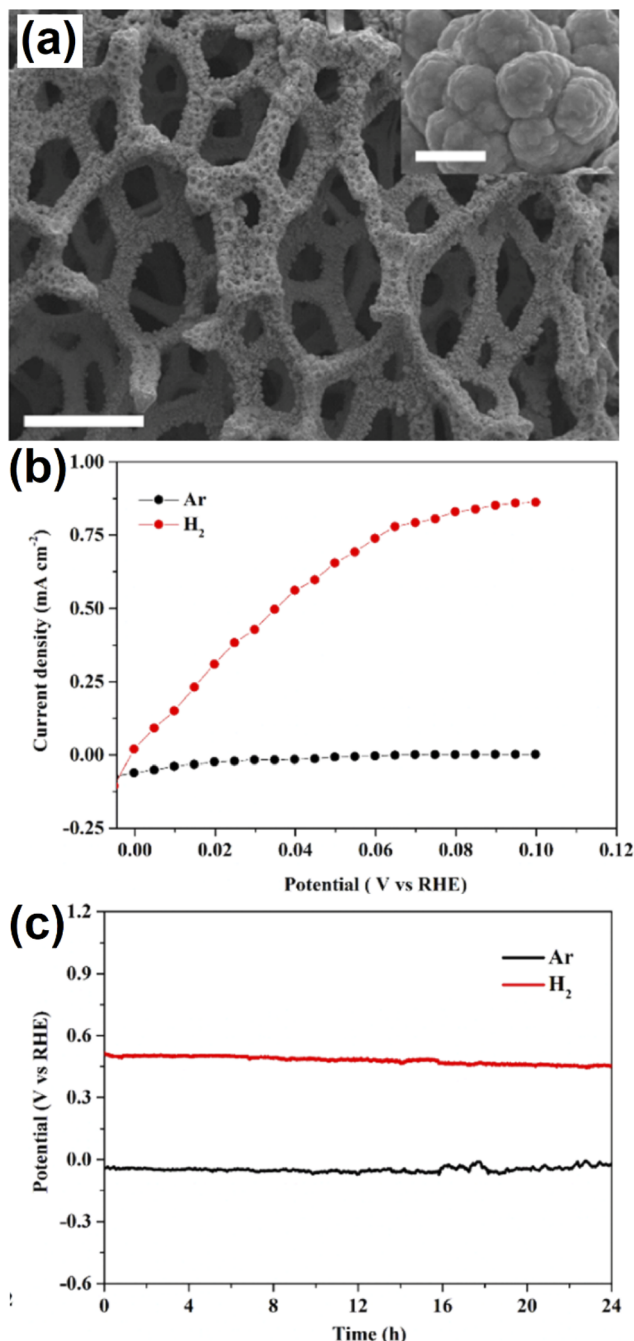 (a)
(b)
1.00
0.75
0.50
0.25
0.00
-0.25
Current density (mA cm⁻²)
Ar
H₂
0.00 0.02 0.04 0.06 0.08 0.10 0.12
Potential ( V vs RHE)
(c)
1.2
0.9
0.6
0.3
0.0
-0.3
-0.6
Potential (V vs RHE)
Ar
H₂
0 4 8 12 16 20 24
Time (h)